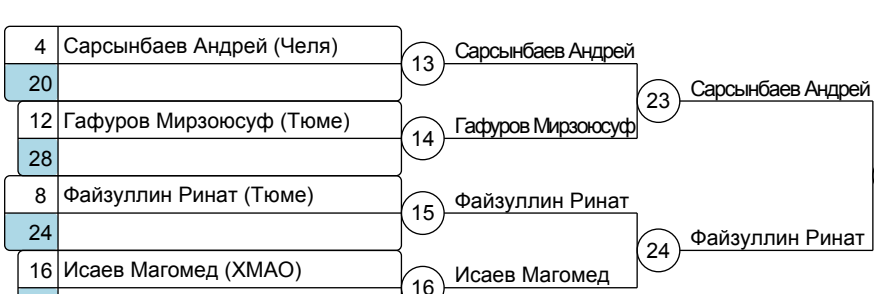 4 Сарсынбаев Андрей (Челя)
20
12 Гафуров Мирзоюсуф (Тюме)
28
8 Файзуллин Ринат (Тюме)
24
16 Исаев Магомед (ХМАО)
13
14
15
16
Сарсынбаев Андрей
Гафуров Мирзоюсуф
Файзуллин Ринат
Исаев Магомед
23
24
Сарсынбаев Андрей
Файзуллин Ринат